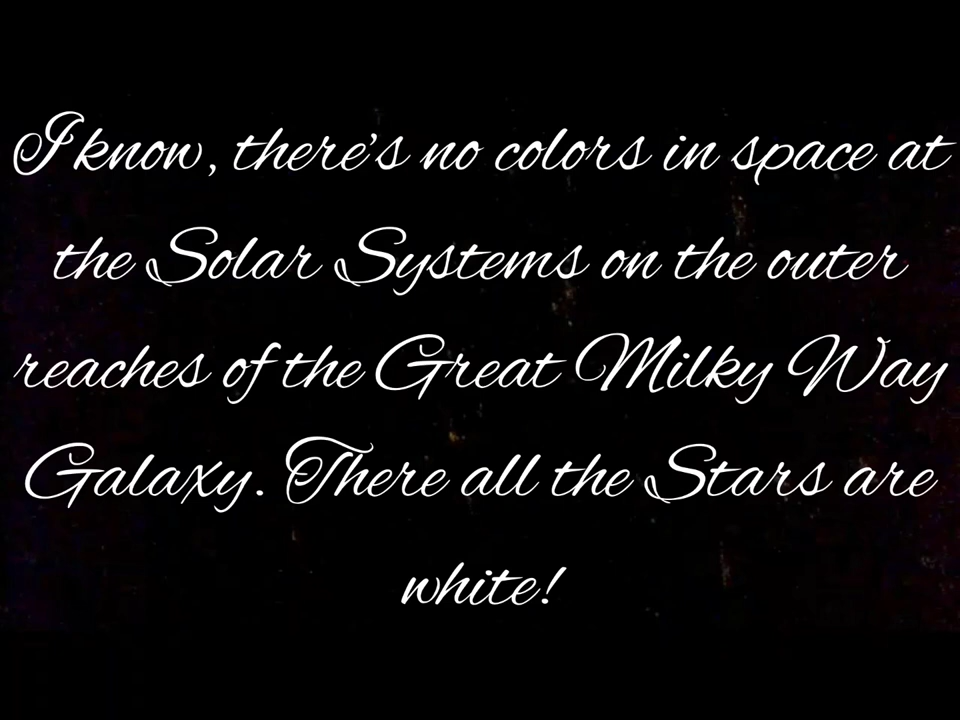 I know, there's no colors in space at
the Solar Systems on the outer
reaches of the Great Milky Way
Galaxy. There all the Stars are
white!